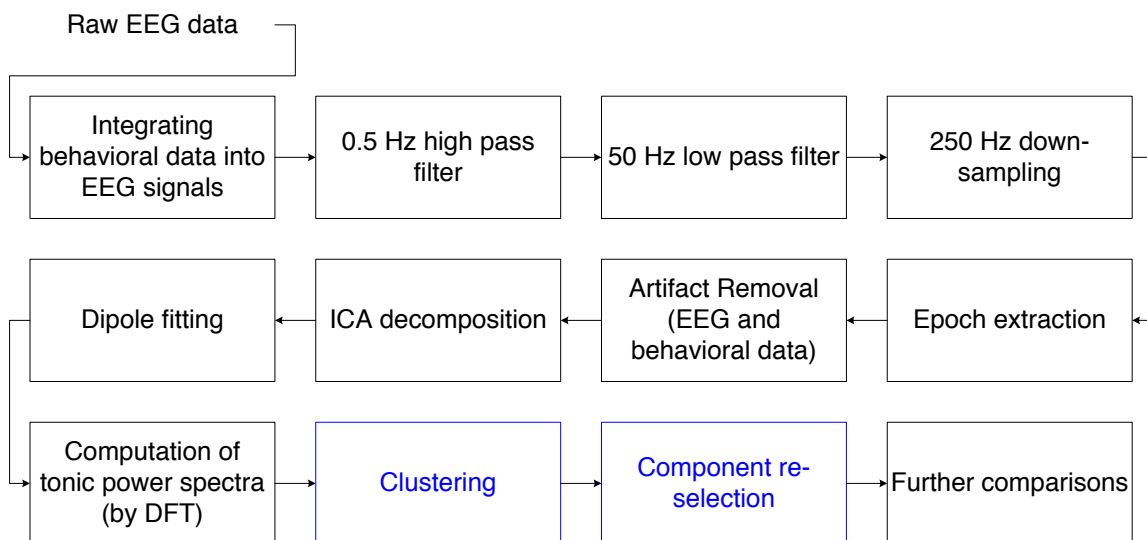 Raw EEG data
Integrating
behavioral data into
EEG signals
0.5 Hz high pass
filter
50 Hz low pass filter
250 Hz down-
sampling
Dipole fitting
ICA decomposition
Artifact Removal
(EEG and
behavioral data)
Epoch extraction
Computation of
tonic power spectra
(by DFT)
Clustering
Component re-
selection
Further comparisons